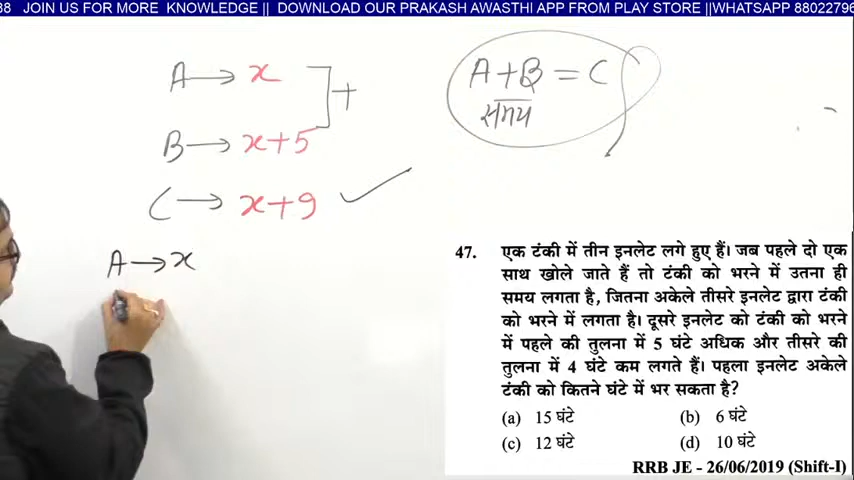 38 JOIN US FOR MORE KNOWLEDGE || DOWNLOAD OUR PRAKASH AWASTHI APP FROM PLAY STORE ||WHATSAPP 88022796
A → x
B → x+5
+
C → x+9 ✓
A+B = C
समय
A → x
47. एक टंकी में तीन इनलेट लगे हुए हैं। जब पहले दो एक
साथ खोले जाते हैं तो टंकी को भरने में उतना ही
समय लगता है, जितना अकेले तीसरे इनलेट द्वारा टंकी
को भरने में लगता है। दूसरे इनलेट को टंकी को भरने
में पहले की तुलना में 5 घंटे अधिक और तीसरे की
तुलना में 4 घंटे कम लगते हैं। पहला इनलेट अकेले
टंकी को कितने घंटे में भर सकता है?
(a) 15 घंटे (b) 6 घंटे
(c) 12 घंटे (d) 10 घंटे
RRB JE - 26/06/2019 (Shift-I)